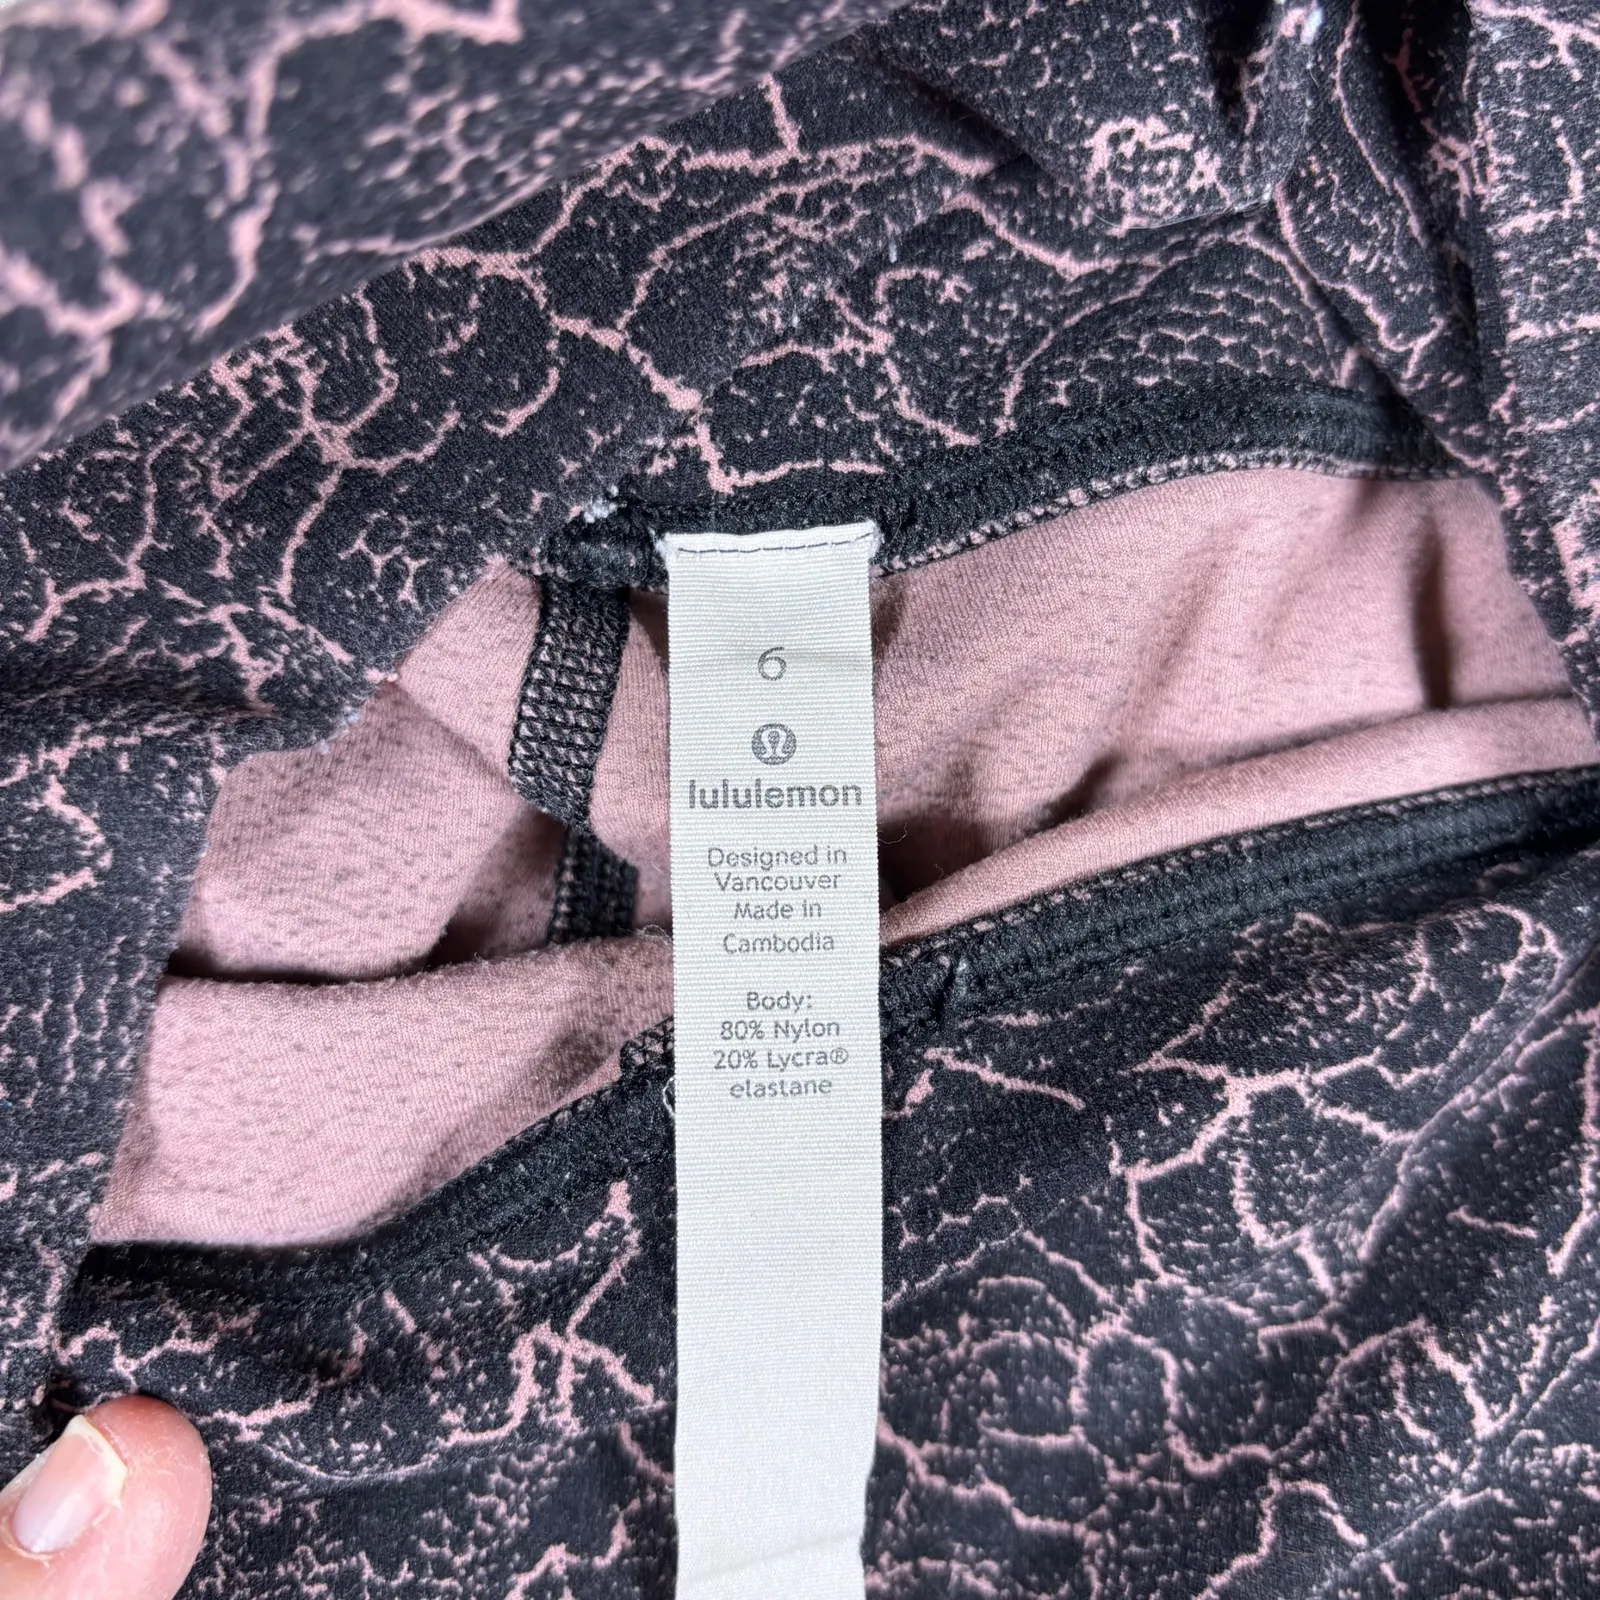 6
lululemon
Designed in
Vancouver
Made in
Cambodia
Body:
80% Nylon
20% Lycra®
elastane